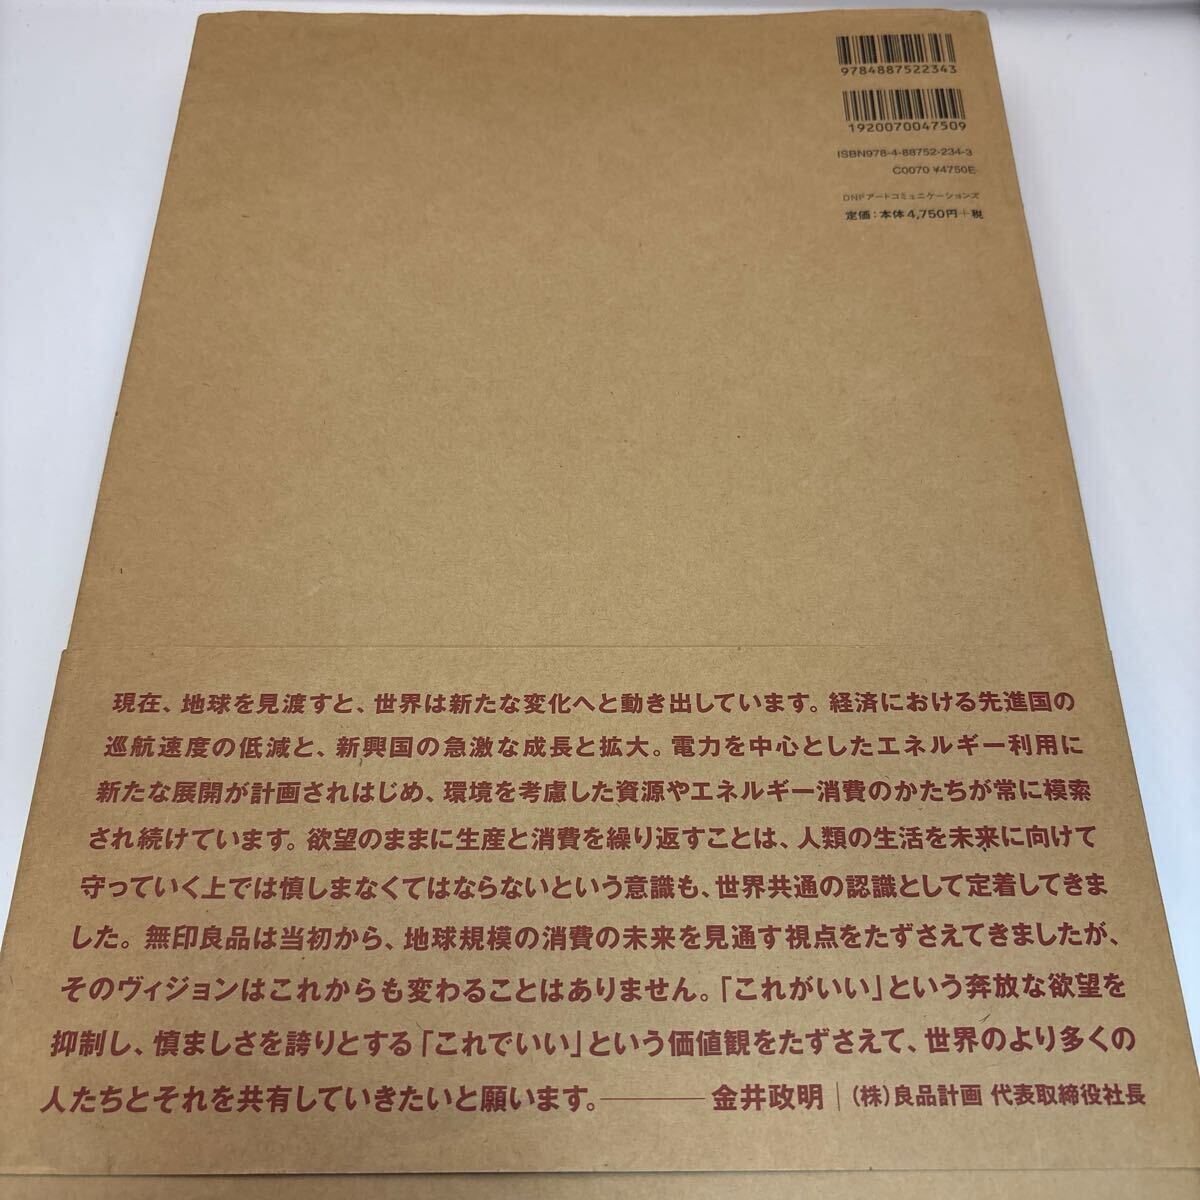 9784887522343
1920070047509
ISBN978-4-88752-234-3
C0070 ¥4750E
DNPアートコミュニケーションズ
定価：本体4,750円＋税
現在、地球を見渡すと、世界は新たな変化へと動き出しています。経済における先進国の
巡航速度の低減と、新興国の急激な成長と拡大。電力を中心としたエネルギー利用に
新たな展開が計画されはじめ、環境を考慮した資源やエネルギー消費のかたちが常に模索
され続けています。欲望のままに生産と消費を繰り返すことは、人類の生活を未来に向けて
守っていく上では慎しまなくてはならないという意識も、世界共通の認識として定着してきま
した。無印良品は当初から、地球規模の消費の未来を見通す視点をたずさえてきましたが、
そのヴィジョンはこれからも変わることはありません。「これがいい」という奔放な欲望を
抑制し、慎ましさを誇りとする「これでいい」という価値観をたずさえて、世界のより多くの
人たちとそれを共有していきたいと願います。――― 金井政明｜（株）良品計画 代表取締役社長